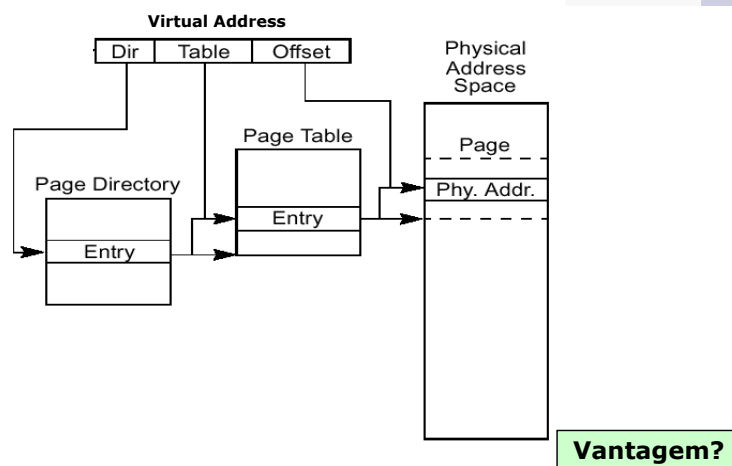 Virtual Address
Dir Table Offset
Physical
Address
Space
Page Table
Page
Page Directory
Phy. Addr.
Entry
Entry
Vantagem?